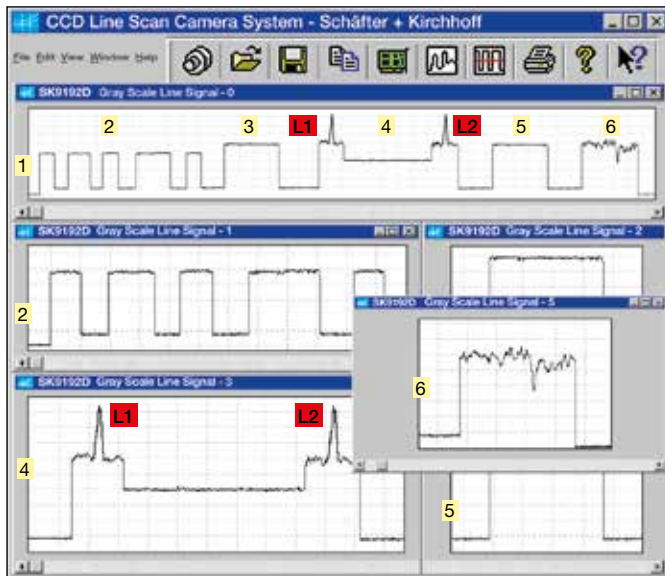 CCD Line Scan Camera System - Schäfter + Kirchhoff
File Edit View Window Help
SK9192D Gray Scale Line Signal - 0
2 3 L1 4 L2 5 6
1
SK9192D Gray Scale Line Signal - 1
SK9192D Gray Scale Line Signal - 2
2
SK9192D Gray Scale Line Signal - 5
6
SK9192D Gray Scale Line Signal - 3
L1 L2
4
5